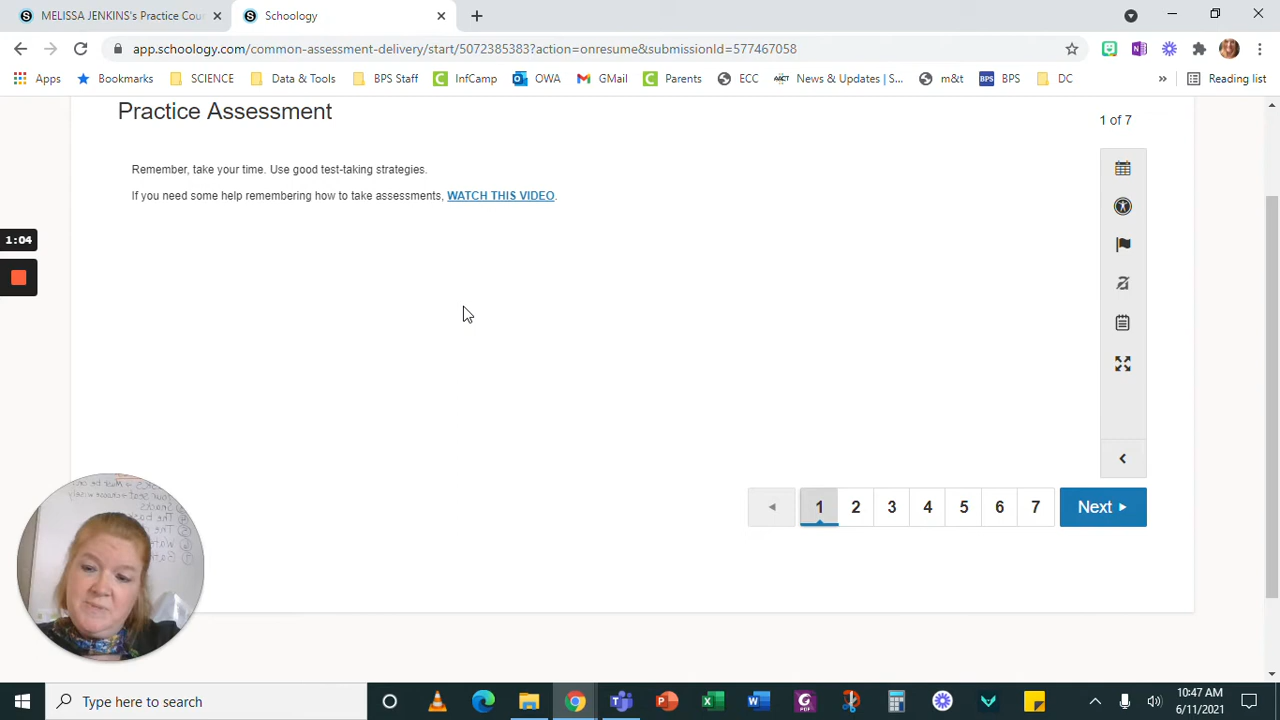 MELISSA JENKINS's Practice Cou
Schoology
app.schoology.com/common-assessment-delivery/start/5072385383?action=onresume&submissionId=577467058
Apps
Bookmarks
SCIENCE
Data & Tools
BPS Staff
InfCamp
OWA
GMail
Parents
ECC
News & Updates | S...
m&t
BPS
BPS
DC
»
Reading list
Practice Assessment
1 of 7
Remember, take your time. Use good test-taking strategies.
If you need some help remembering how to take assessments, WATCH THIS VIDEO.
1:04
1 2 3 4 5 6 7 Next
Type here to search
10:47 AM
6/11/2021